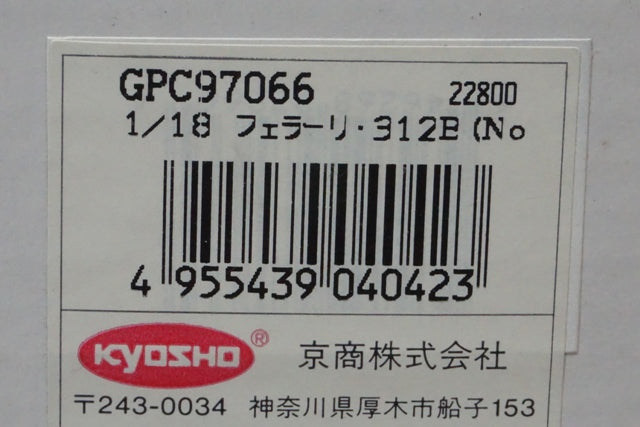 GPC97066 22800
1/18 フェラーリ・312B (No
4 955439 040423
KYOSHO® 京商株式会社
〒243-0034 神奈川県厚木市船子153